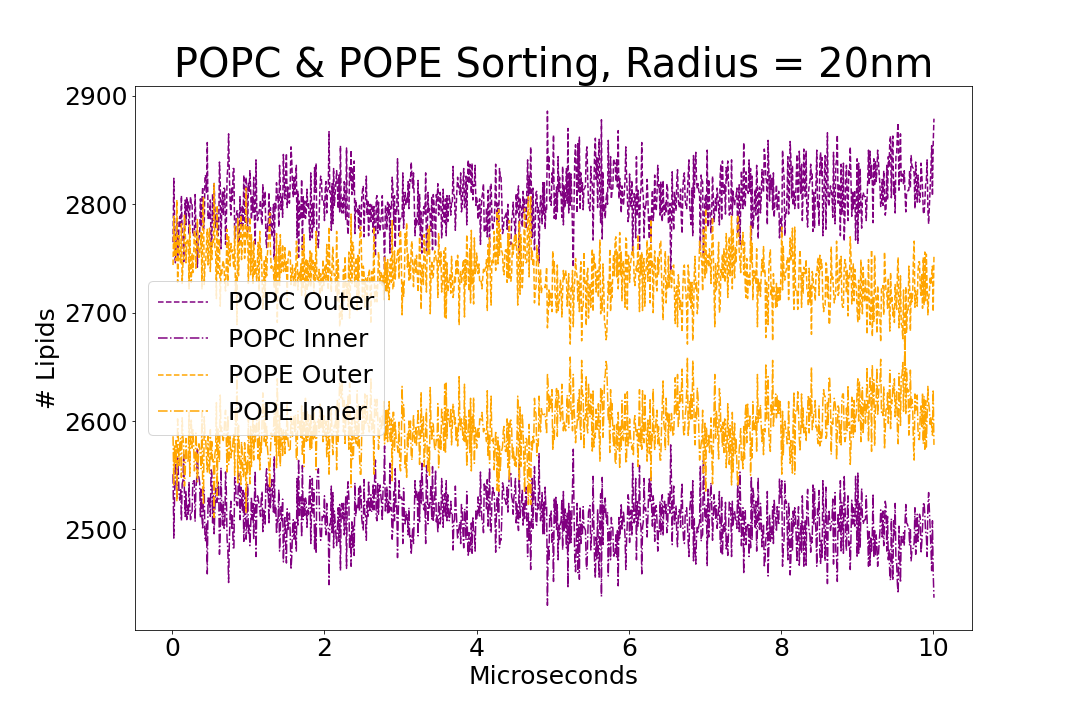 POPC & POPE Sorting, Radius = 20nm
2900
2800
2700
2600
2500
# Lipids
POPC Outer
POPC Inner
POPE Outer
POPE Inner
0 2 4 6 8 10
Microseconds